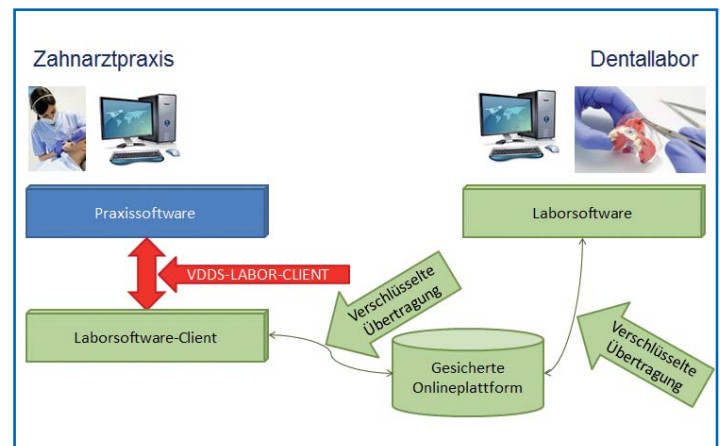 Zahnarztpraxis
Dentallabor
Praxissoftware
Laborsoftware
VDDS-LABOR-CLIENT
Verschlüsselte
Übertragung
Laborsoftware-Client
Gesicherte
Onlineplattform
Verschlüsselte
Übertragung